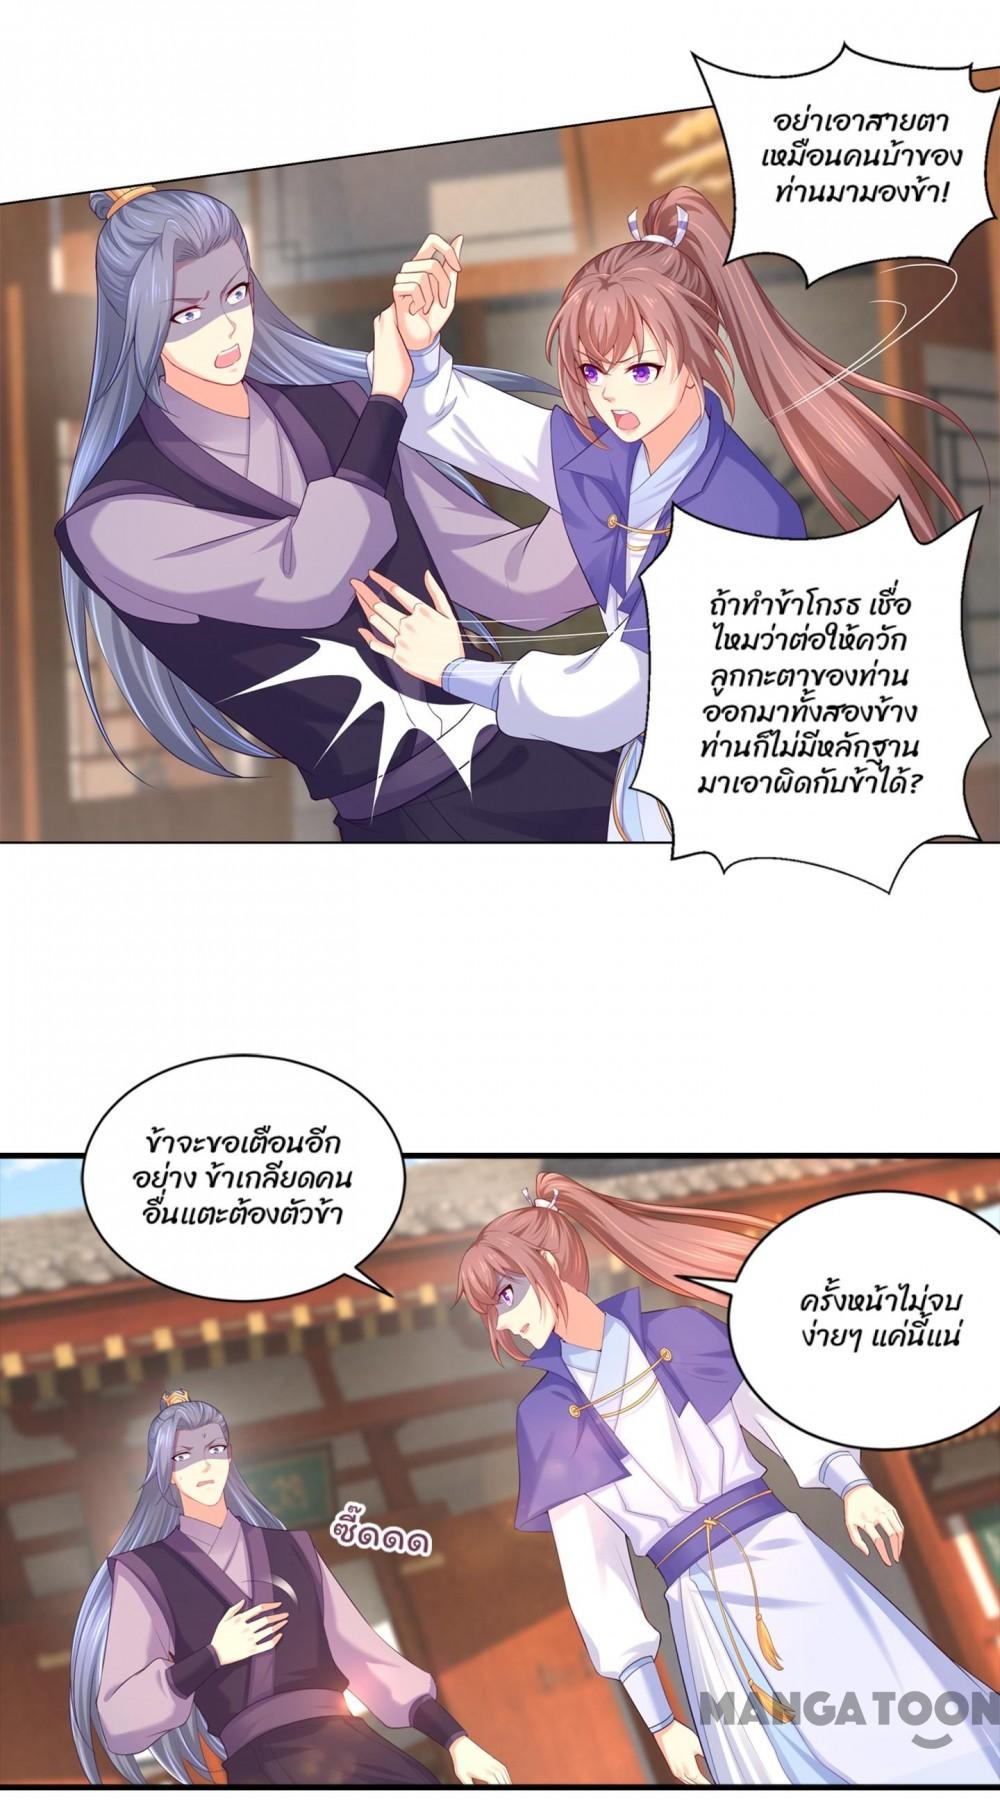 อย่าเอาสายตา
เหมือนคนบ้าของ
ท่านมามองข้า!
ถ้าทำข้าโกรธ เชื่อ
ไหมว่าต่อให้ควัก
ลูกกะตาของท่าน
ออกมาทั้งสองข้าง
ท่านก็ไม่มีหลักฐาน
มาเอาผิดกับข้าได้?
ข้าจะขอเตือนอีก
อย่าง ข้าเกลียดคน
อื่นแตะต้องตัวข้า
ครั้งหน้าไม่จบ
ง่ายๆ แค่นี้แน่
ซี๊ดดด
MANGATOON